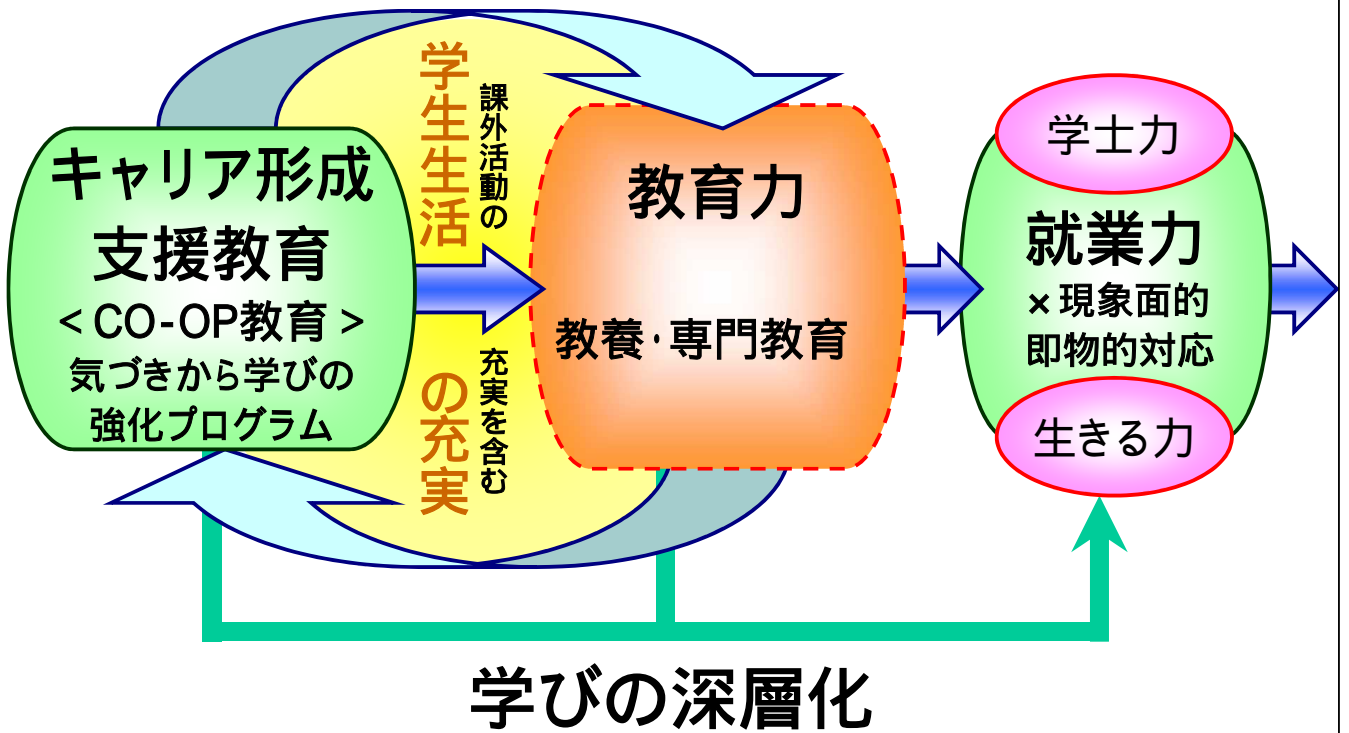 キャリア形成
支援教育
<CO-OP教育>
気づきから学びの
強化プログラム
学生生活
課外活動の
の充実
充実を含む
教育力
教養・専門教育
学士力
就業力
×現象面的
即物的対応
生きる力
学びの深層化